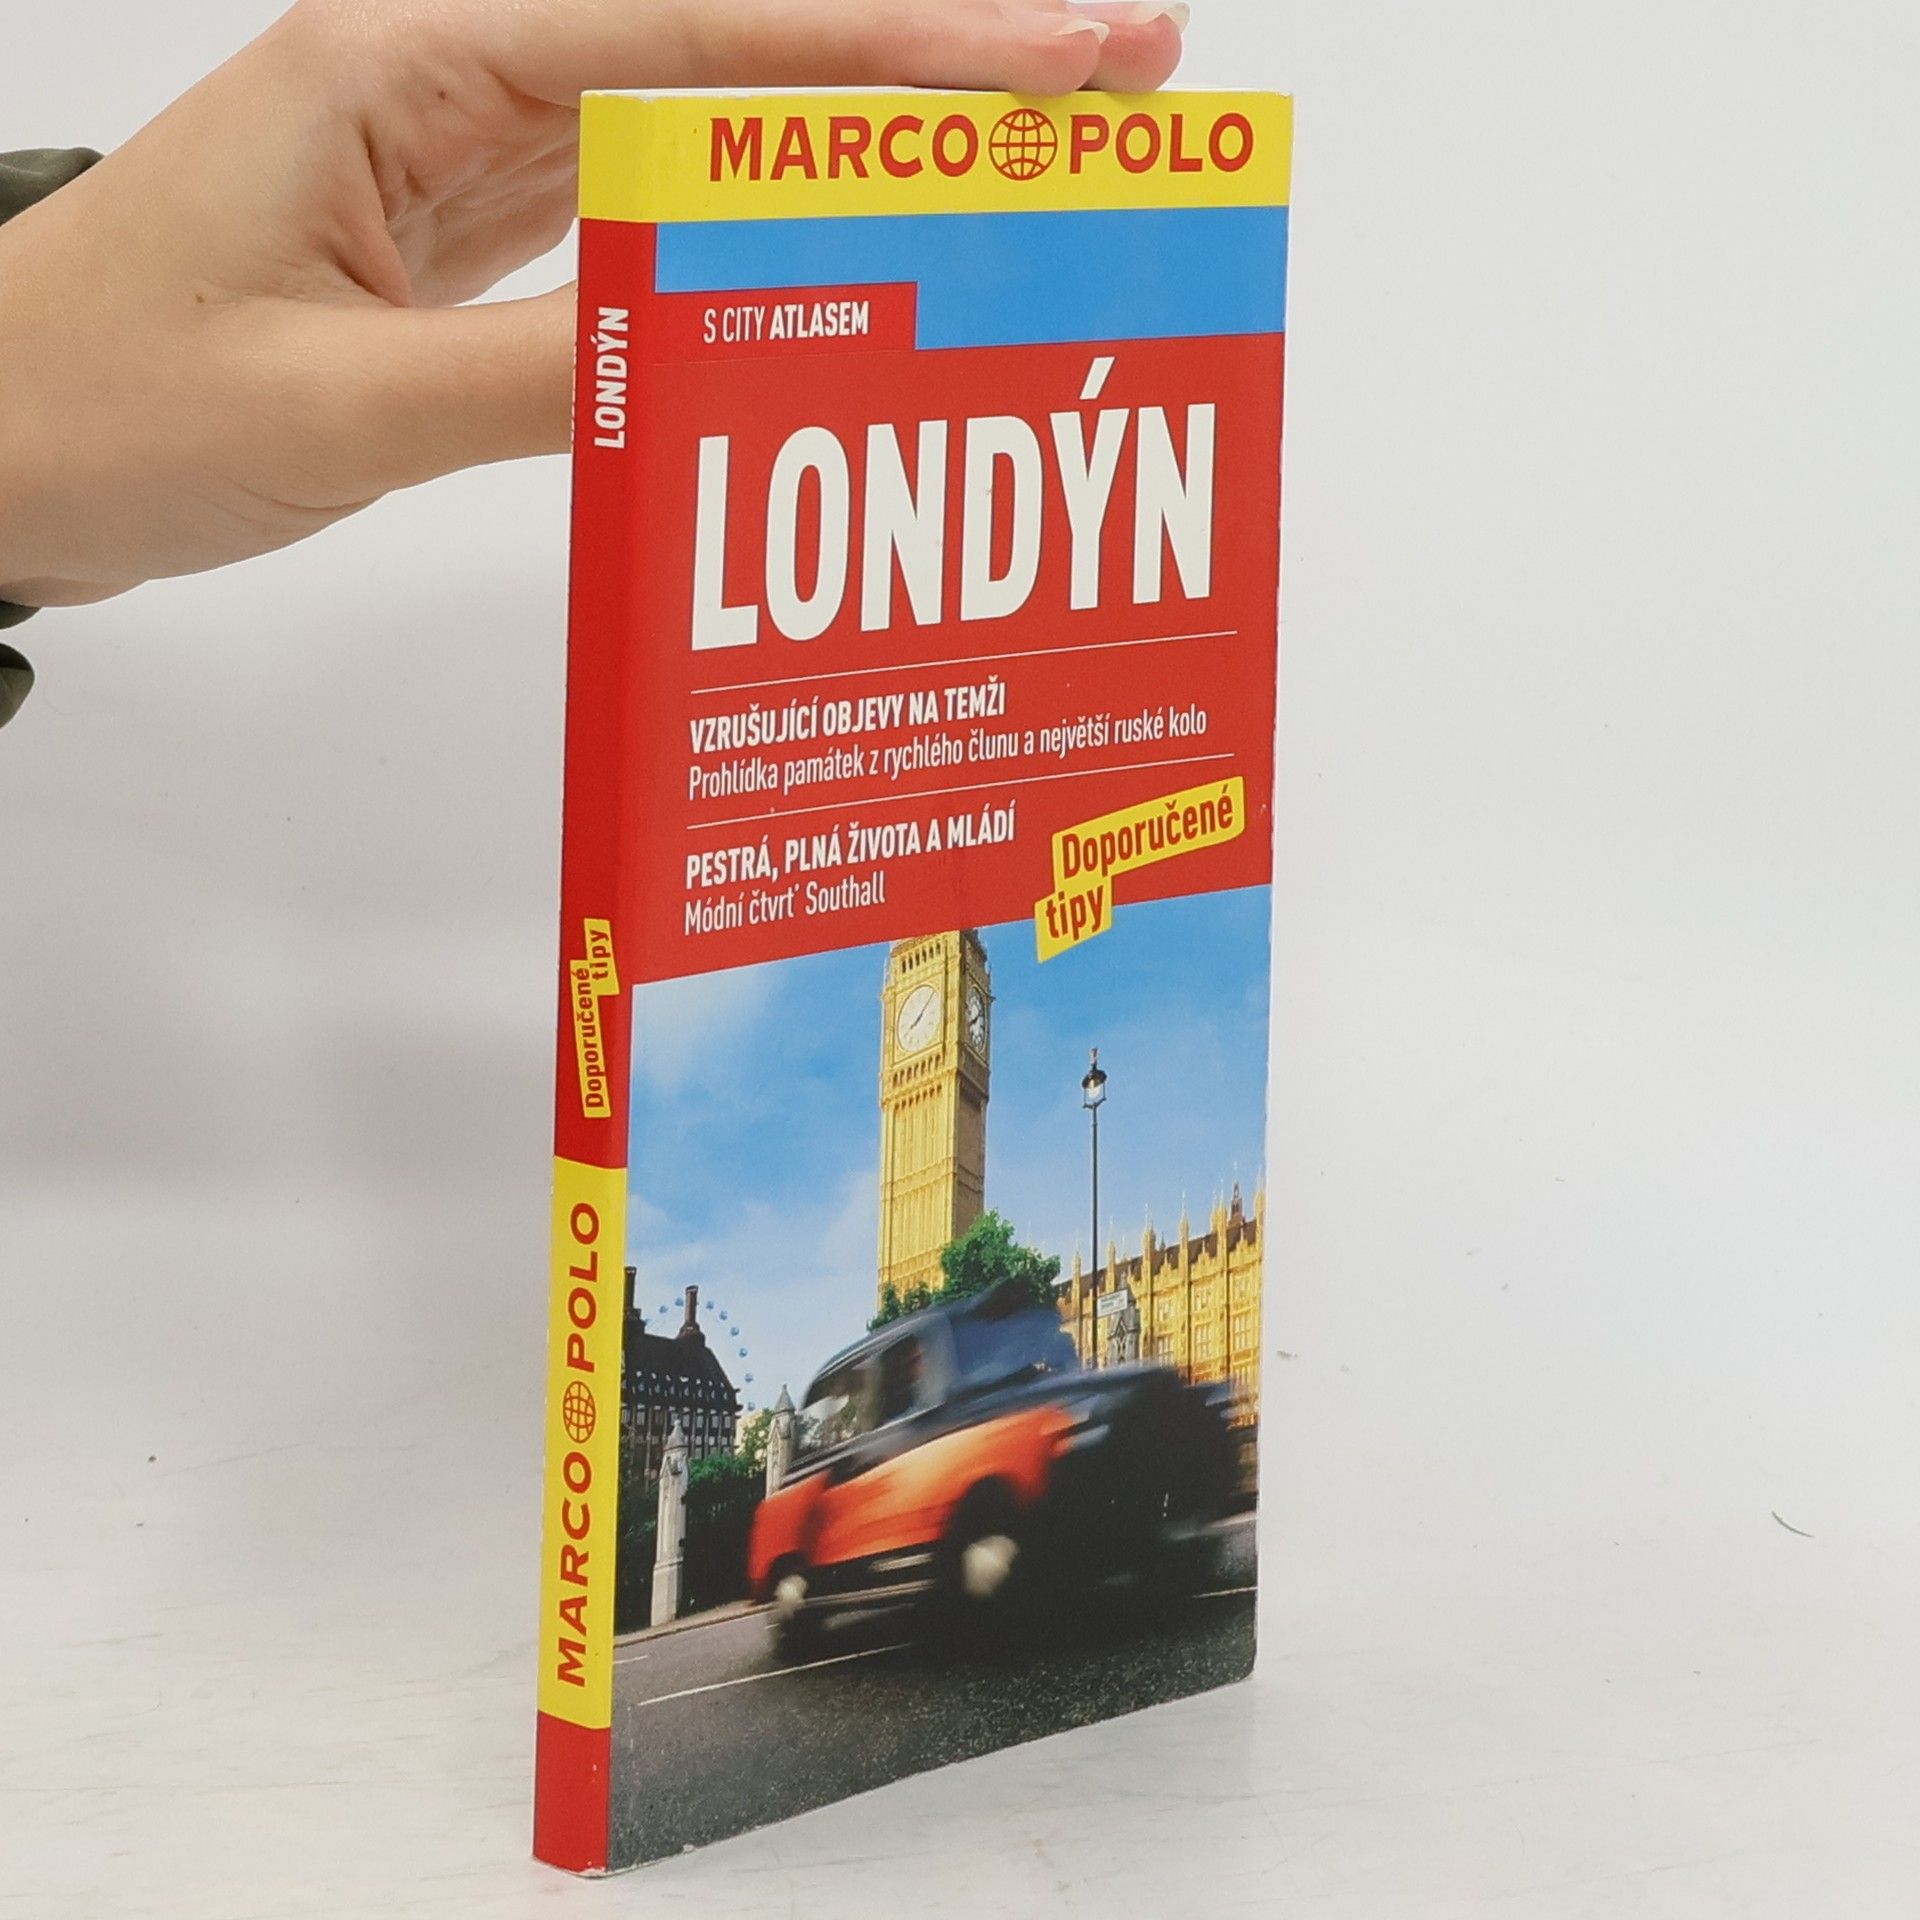 MARCO POLO
S CITY ATLASEM
LONDÝN
VZRUŠUJÍCÍ OBJEVY NA TEMŽI
Prohlídka památek z rychlého člunu a největší ruské kolo
PESTRÁ, PLNÁ ŽIVOTA A MLÁDÍ
Módní čtvrť Southall
Doporučené
tipy
LONDÝN
Doporučené
tipy
MARCO POLO